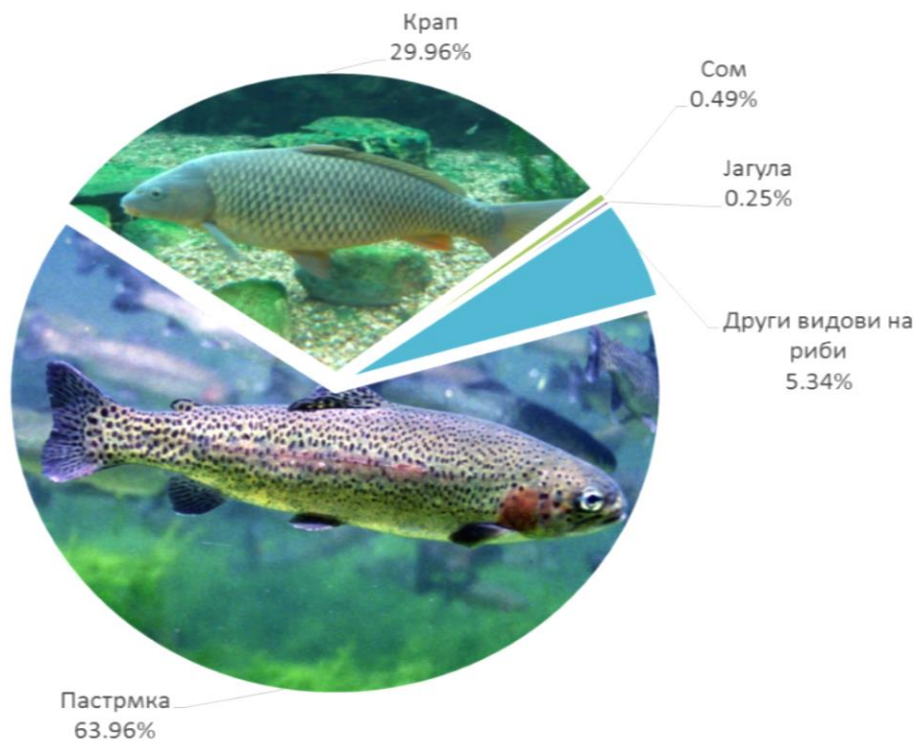 Крап
29.96%
Сом
0.49%
Јагула
0.25%
Други видови на
риби
5.34%
Пастрмка
63.96%